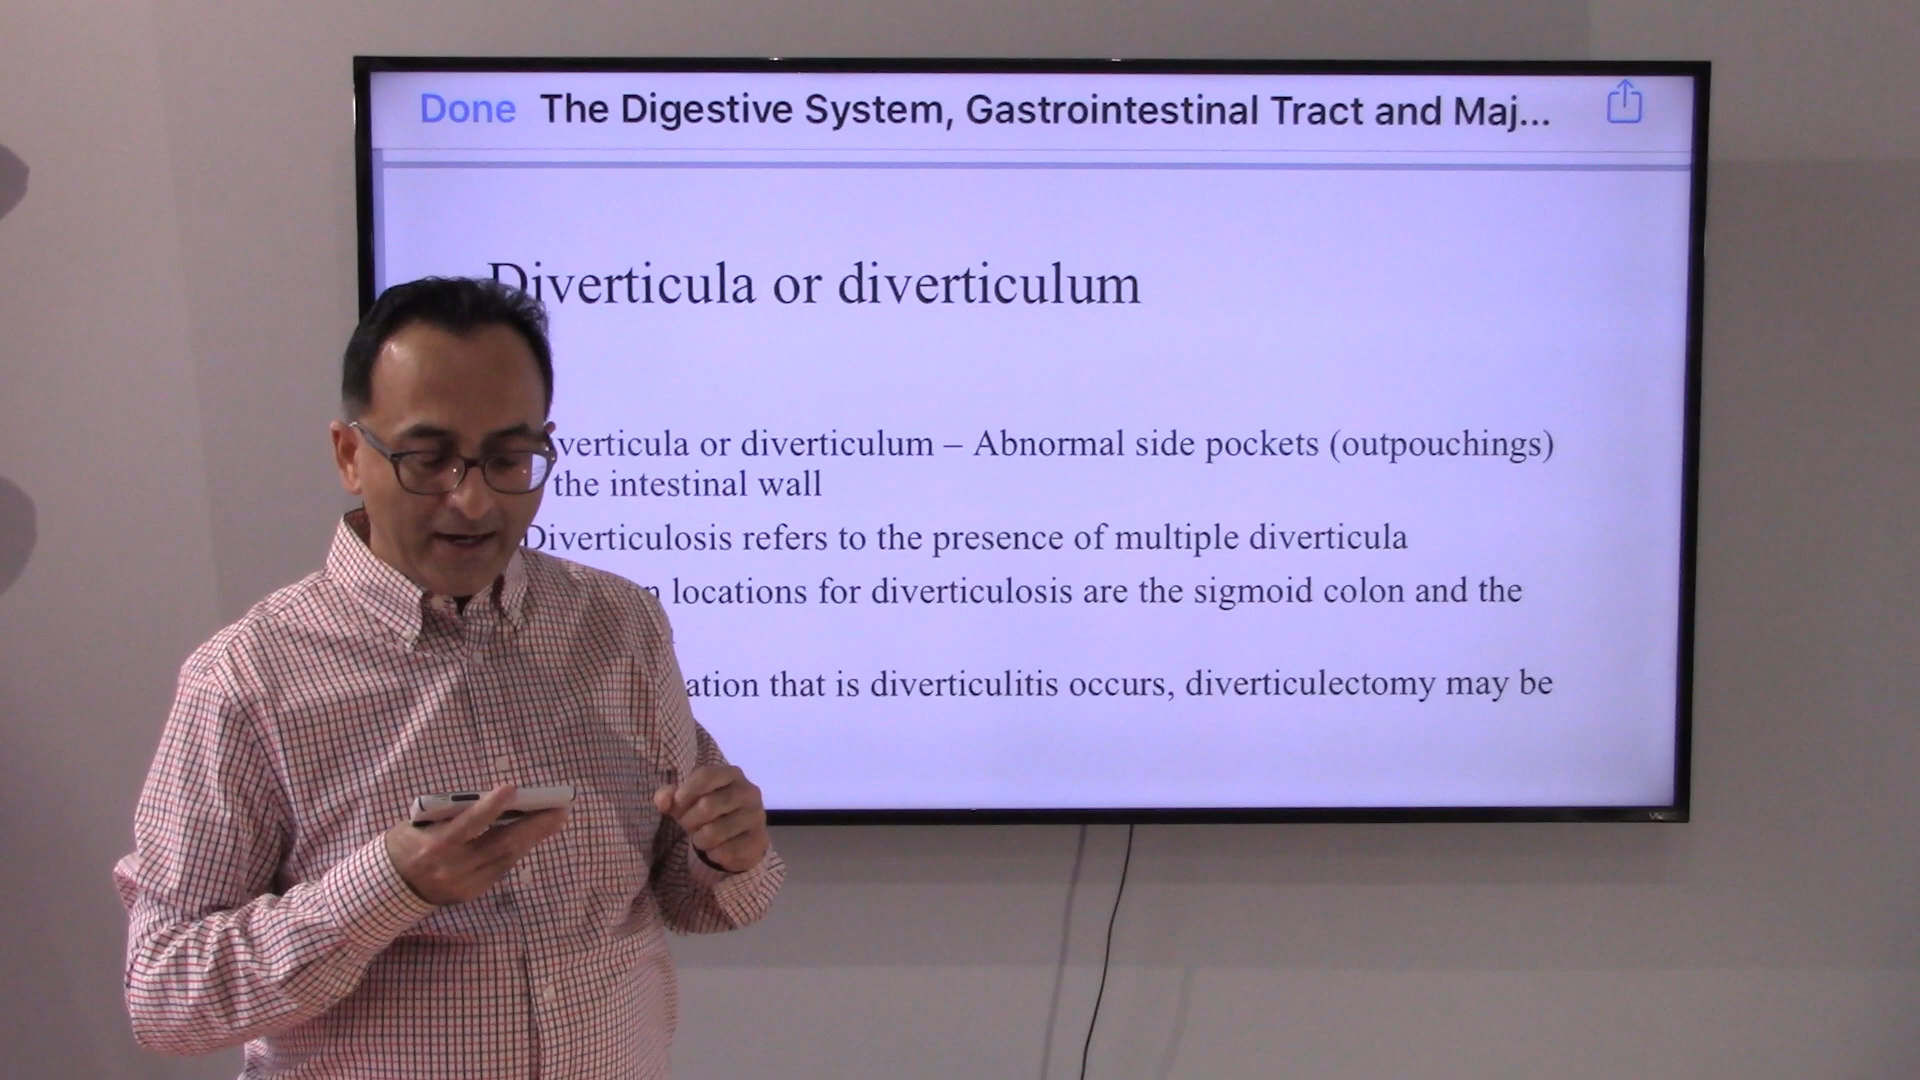 Done The Digestive System, Gastrointestinal Tract and Maj...
Diverticula or diverticulum
verticula or diverticulum – Abnormal side pockets (outpouchings)
the intestinal wall
Diverticulosis refers to the presence of multiple diverticula
n locations for diverticulosis are the sigmoid colon and the
ation that is diverticulitis occurs, diverticulectomy may be